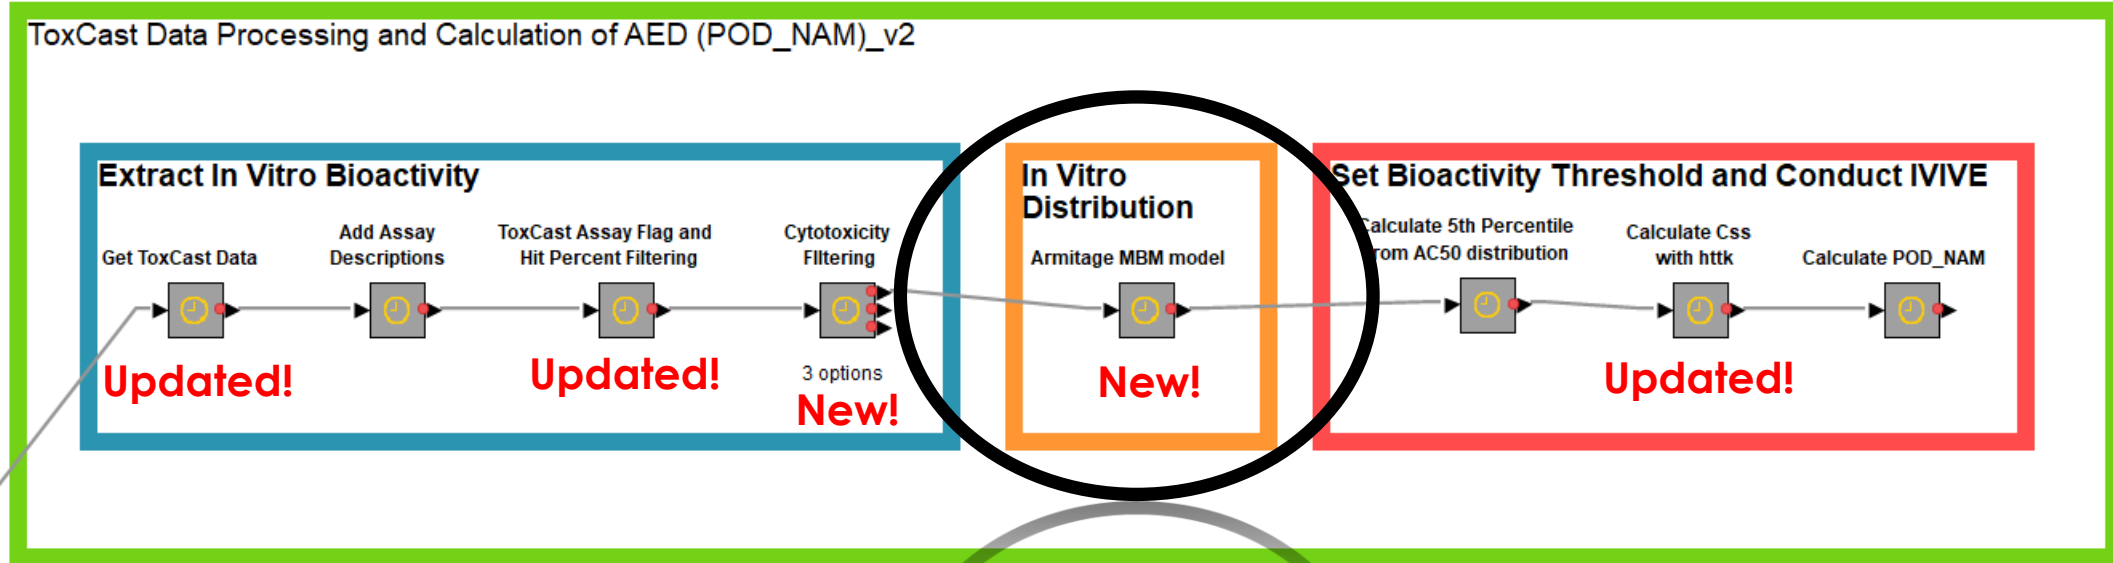 ToxCast Data Processing and Calculation of AED (POD_NAM)_v2
Extract In Vitro Bioactivity
Get ToxCast Data
Updated!
Add Assay
Descriptions
ToxCast Assay Flag and
Hit Percent Filtering
Updated!
Cytotoxicity
FIltering
3 options
New!
In Vitro
Distribution
Armitage MBM model
New!
Set Bioactivity Threshold and Conduct IVIVE
Calculate 5th Percentile
from AC50 distribution
Calculate Css
with httk
Updated!
Calculate POD_NAM